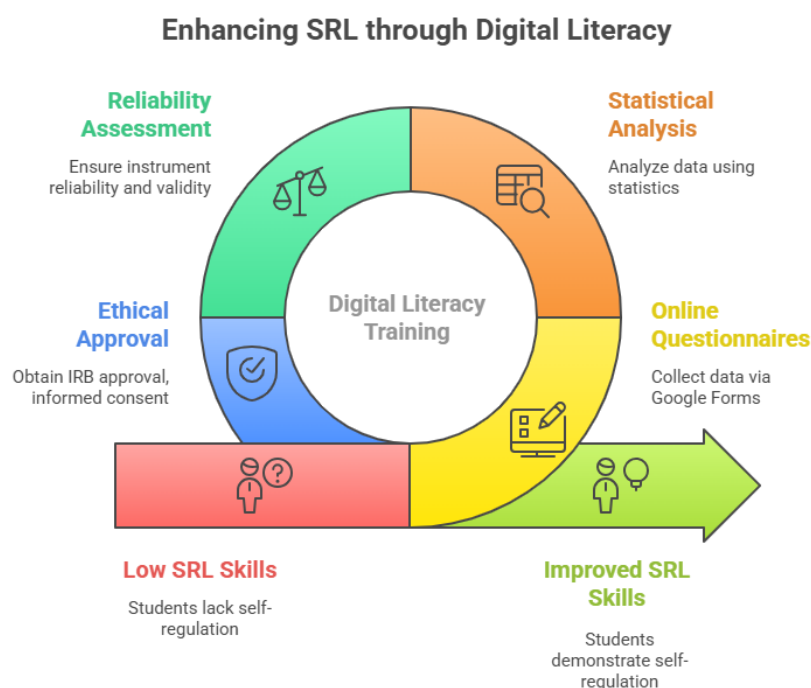 Enhancing SRL through Digital Literacy
Reliability
Assessment
Ensure instrument
reliability and validity
Statistical
Analysis
Analyze data using
statistics
Digital Literacy
Training
Ethical
Approval
Obtain IRB approval,
informed consent
Online
Questionnaires
Collect data via
Google Forms
?
Low SRL Skills
Students lack self-
regulation
Improved SRL
Skills
Students
demonstrate self-
regulation